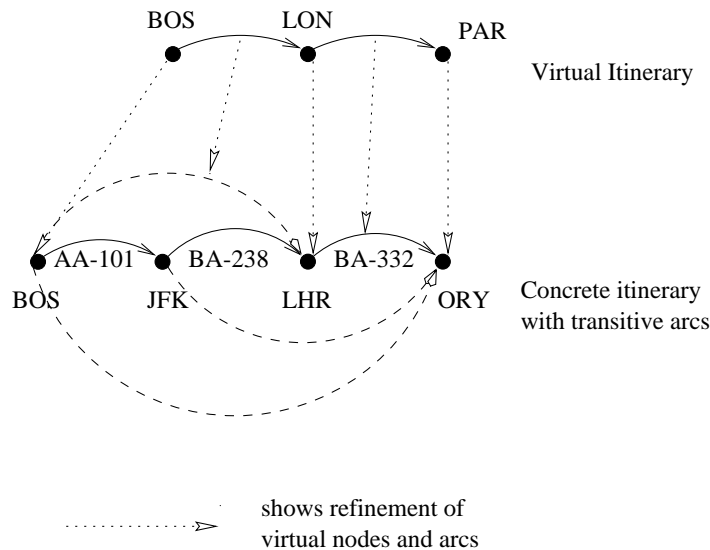 BOS LON PAR
Virtual Itinerary
AA-101 BA-238 BA-332
BOS JFK LHR ORY
Concrete itinerary
with transitive arcs
shows refinement of
virtual nodes and arcs